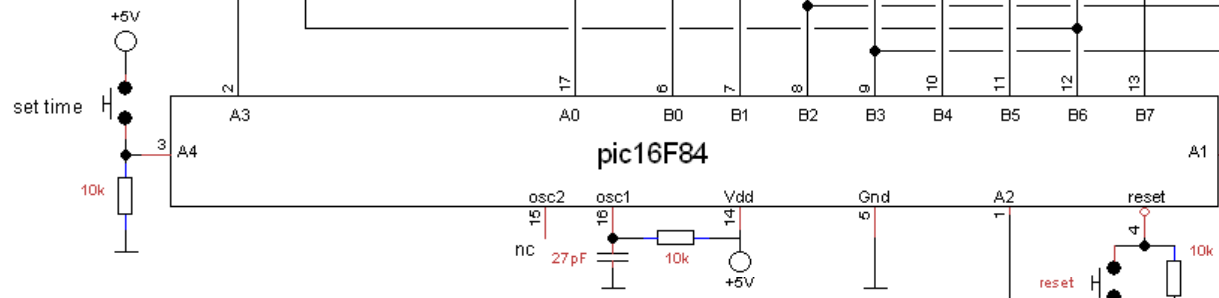 +5V
set time
2
17
6
7
8
9
10
11
12
13
A3
A0
B0
B1
B2
B3
B4
B5
B6
B7
3
A4
pic16F84
A1
10k
osc2
osc1
Vdd
Gnd
A2
reset
15
16
14
5
1
4
nc
27pF
10k
+5V
reset
10k